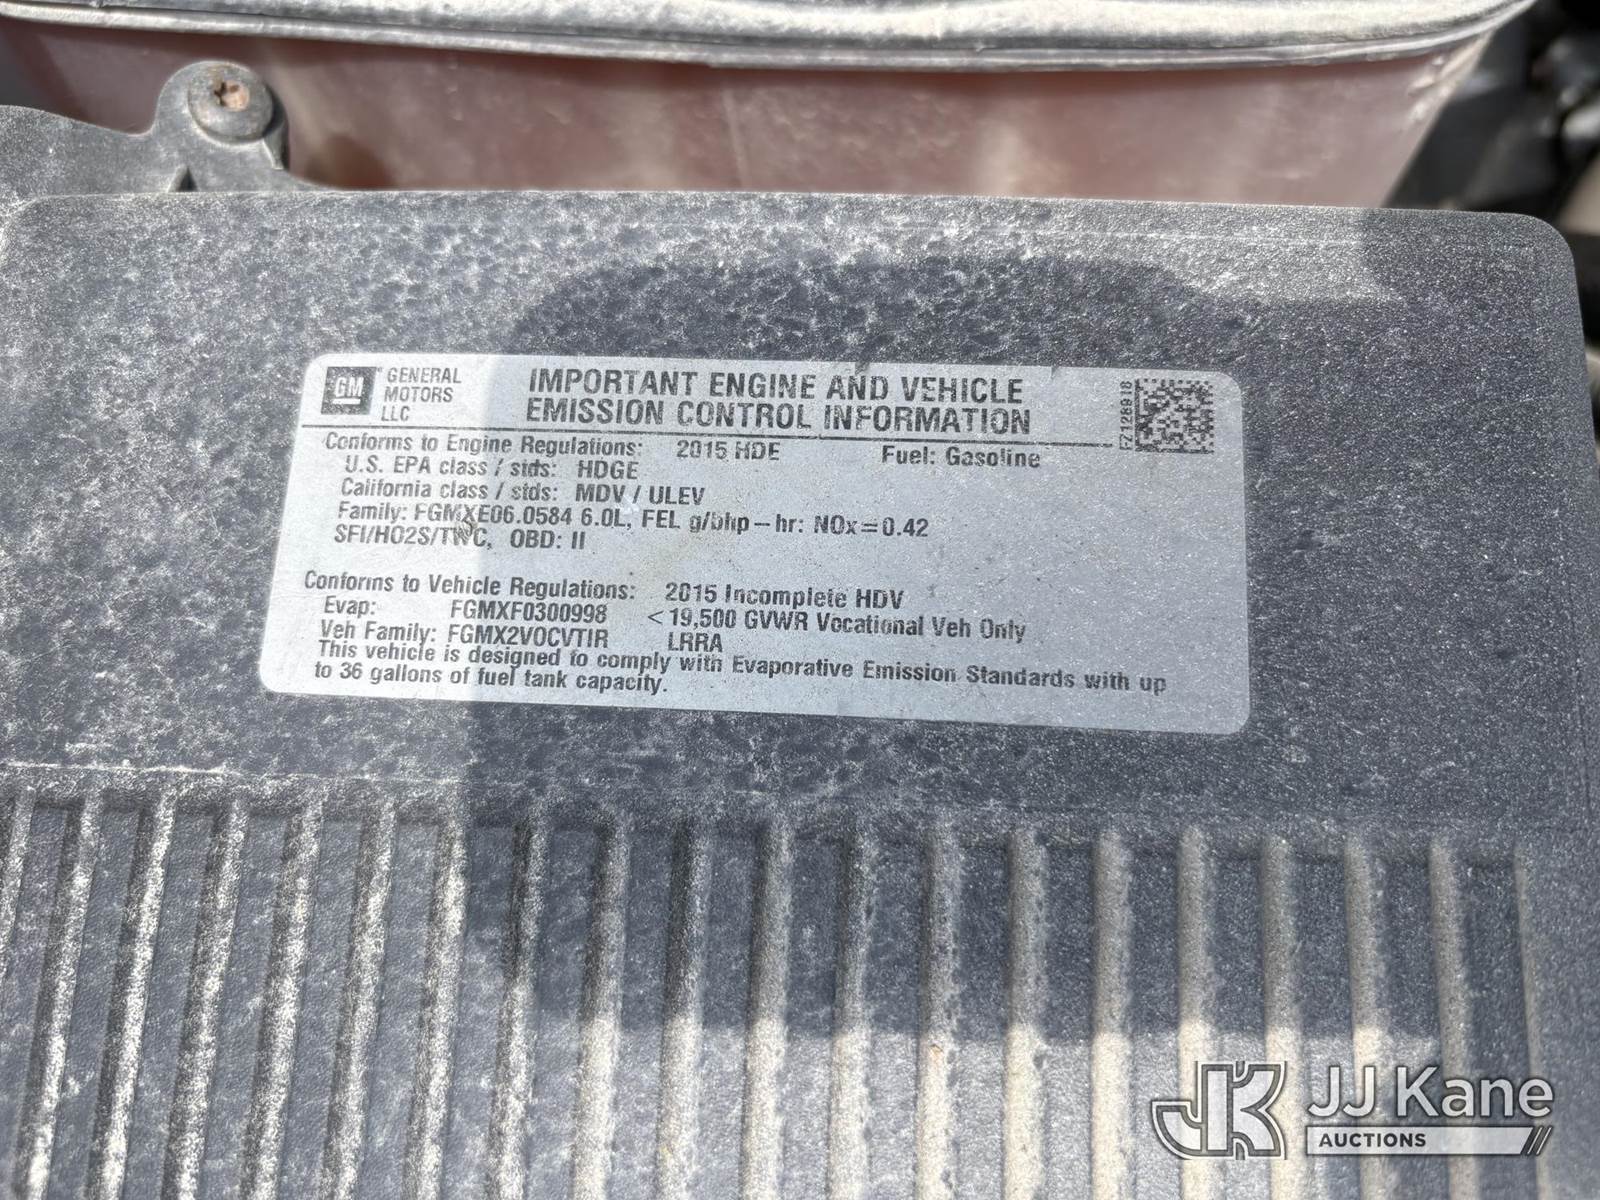 GM GENERAL MOTORS LLC
IMPORTANT ENGINE AND VEHICLE
EMISSION CONTROL INFORMATION
FZ128918
Conforms to Engine Regulations: 2015 HDE Fuel: Gasoline
U.S. EPA class / stds: HDGE
California class / stds: MDV / ULEV
Family: FGMXE06.0584 6.0L, FEL g/bhp-hr: NOx=0.42
SFI/HO2S/TWC, OBD: II
Conforms to Vehicle Regulations: 2015 Incomplete HDV
Evap: FGMXF0300998 < 19,500 GVWR Vocational Veh Only
Veh Family: FGMX2VOCVTIR LRRA
This vehicle is designed to comply with Evaporative Emission Standards with up
to 36 gallons of fuel tank capacity.
JK JJ Kane
AUCTIONS